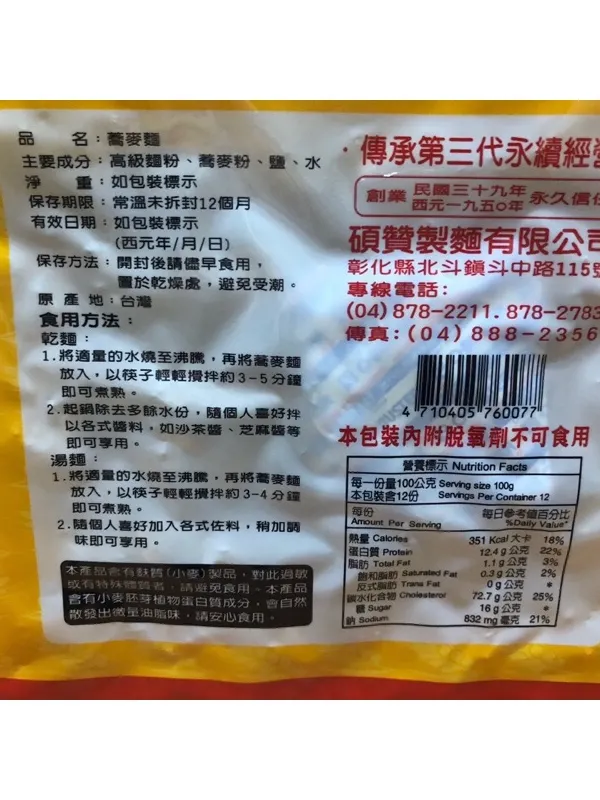 品 名：蕎麥麵
主要成分：高級麵粉、蕎麥粉、鹽、水
淨 重：如包裝標示
保存期限：常溫未拆封12個月
有效日期：如包裝標示
(西元年/月/日)
保存方法：開封後請儘早食用，
置於乾燥處，避免受潮。
原 產 地：台灣
食用方法：
乾麵：
1.將適量的水燒至沸騰，再將蕎麥麵
放入，以筷子輕輕攪拌約3-5分鐘
即可煮熟。
2.起鍋除去多餘水份，隨個人喜好拌
以各式醬料，如沙茶醬、芝麻醬等
即可享用。
湯麵：
1.將適量的水燒至沸騰，再將蕎麥麵
放入，以筷子輕輕攪拌約3-4分鐘
即可煮熟。
2.隨個人喜好加入各式佐料，稍加調
味即可享用。
本產品含有麩質(小麥)製品，對此過敏
或有特殊體質者，請避免食用。本產品
含有小麥胚芽植物蛋白質成分，會自然
散發出微量油脂味，請安心食用。
·傳承第三代永續經營
創業 民國三十九年 永久信任
西元一九五○年
碩贊製麵有限公司
彰化縣北斗鎮斗中路115號
專線電話：
(04)878-2211.878-2783
傳真：(04)888-2356
4 710405 760077
本包裝內附脫氧劑不可食用
營養標示 Nutrition Facts
每一份量100公克 Serving size 100g
本包裝含12份 Servings Per Container 12
每份 每日參考值百分比
Amount Per Serving %Daily Value*
熱量 Calories 351 Kcal 大卡 18%
蛋白質 Protein 12.4 g 公克 22%
脂肪 Total Fat 1.1 g 公克 3%
飽和脂肪 Saturated Fat 0.3 g 公克 2%
反式脂肪 Trans Fat 0 g 公克 *
碳水化合物 Cholesterol 72.7 g 公克 25%
糖 Sugar 16 g 公克 *
鈉 Sodium 832 mg 毫克 21%